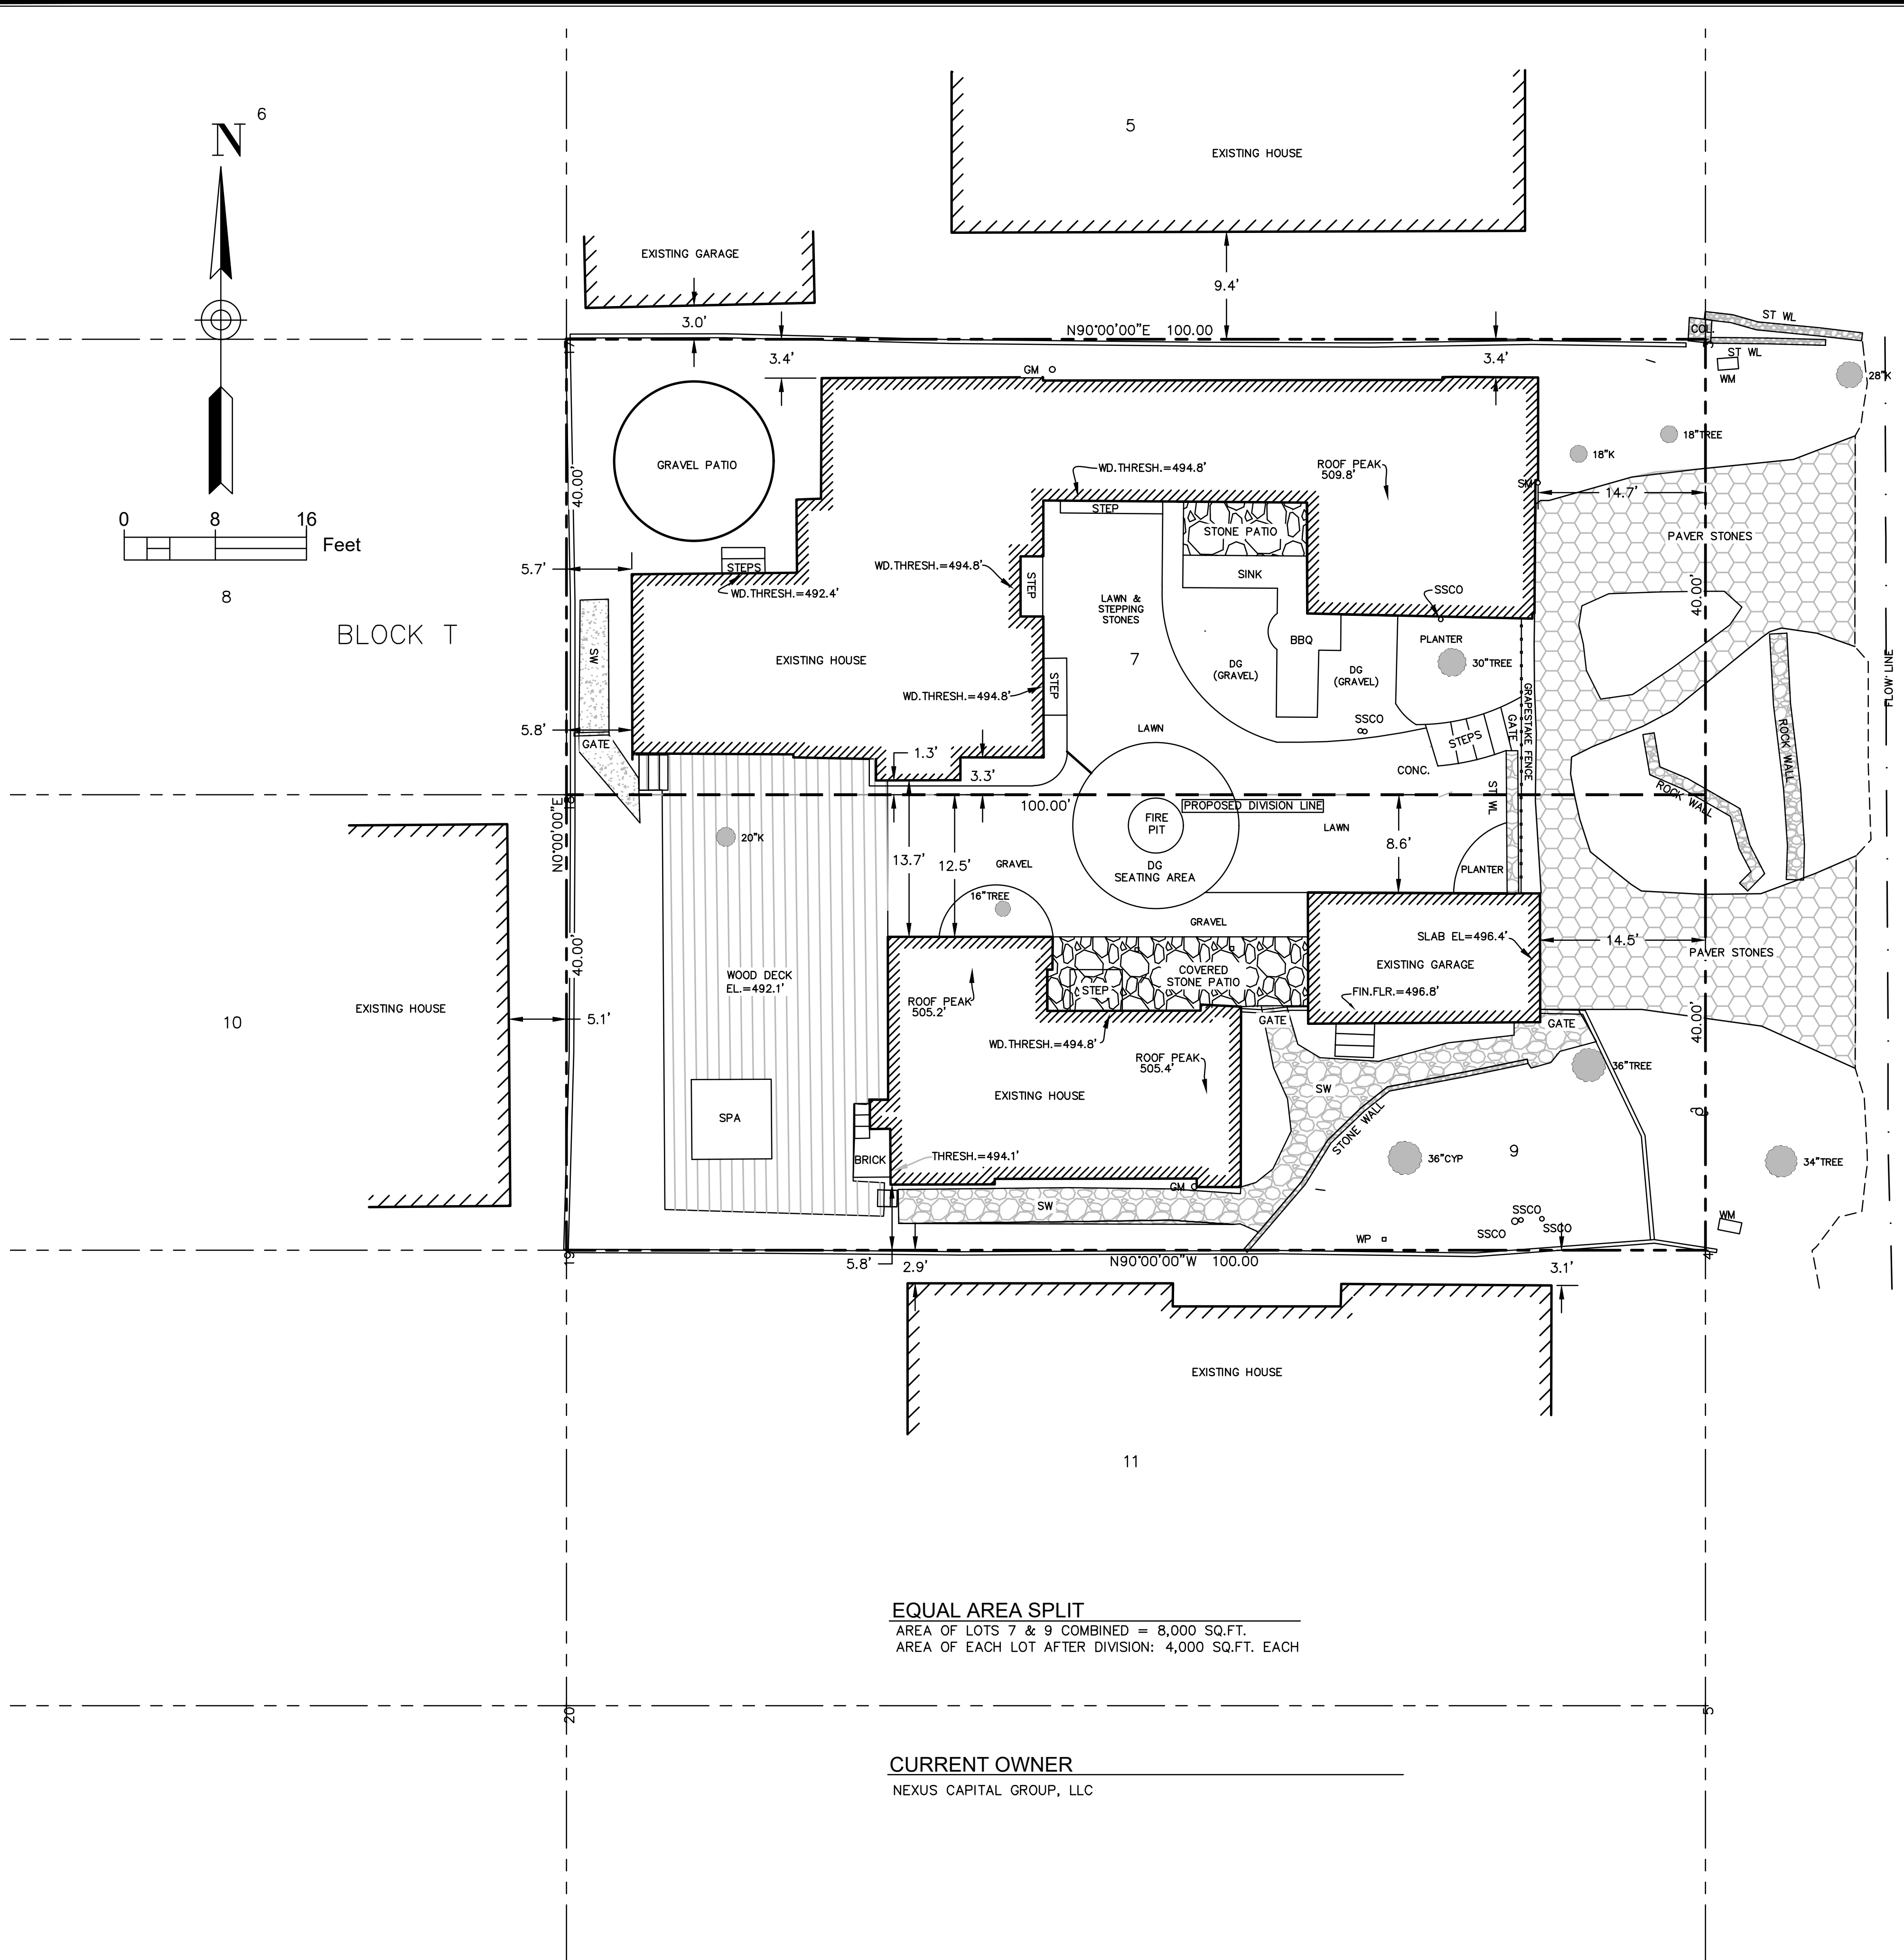 6
N
5
EXISTING HOUSE
EXISTING GARAGE
9.4'
3.0'
N90°00'00"E 100.00
ST WL
COL.
17
3
3.4'
3.4'
ST WL
GM
WM
28"K
18"TREE
18"K
40.00'
GRAVEL PATIO
WD.THRESH.=494.8'
ROOF PEAK
509.8'
SM
14.7'
0 8 16
Feet
STEP
STONE PATIO
PAVER STONES
5.7'
STEPS
WD.THRESH.=492.4'
WD.THRESH.=494.8'
STEP
SINK
SSCO
40.00'
8
LAWN &
STEPPING
STONES
BLOCK T
SW
EXISTING HOUSE
7
BBQ
PLANTER
30"TREE
DG
(GRAVEL)
DG
(GRAVEL)
FLOW LINE
WD.THRESH.=494.8'
STEP
GRAPESTAKE FENCE
SSCO
5.8'
GATE
LAWN
GATE
STEPS
ROCK WALL
1.3'
3.3'
CONC.
ST WL
ROCK WALL
18
100.00'
PROPOSED DIVISION LINE
N0°00'00"E
20"K
FIRE
PIT
LAWN
13.7'
12.5'
GRAVEL
8.6'
DG
SEATING AREA
PLANTER
16"TREE
GRAVEL
40.00'
SLAB EL=496.4'
14.5'
PAVER STONES
WOOD DECK
EL.=492.1'
COVERED
STONE PATIO
EXISTING GARAGE
STEP
FIN.FLR.=496.8'
ROOF PEAK
505.2'
EXISTING HOUSE
10
5.1'
GATE
GATE
40.00'
WD.THRESH.=494.8'
ROOF PEAK
505.4'
36"TREE
SW
EXISTING HOUSE
SPA
STONE WALL
9
BRICK
THRESH.=494.1'
36"CYP
34"TREE
GM
SW
SSCO
WM
SSCO
SSCO
WP
19
4
5.8'
2.9'
N90°00'00"W 100.00
3.1'
EXISTING HOUSE
11
EQUAL AREA SPLIT
AREA OF LOTS 7 & 9 COMBINED = 8,000 SQ.FT.
AREA OF EACH LOT AFTER DIVISION: 4,000 SQ.FT. EACH
20
5
CURRENT OWNER
NEXUS CAPITAL GROUP, LLC